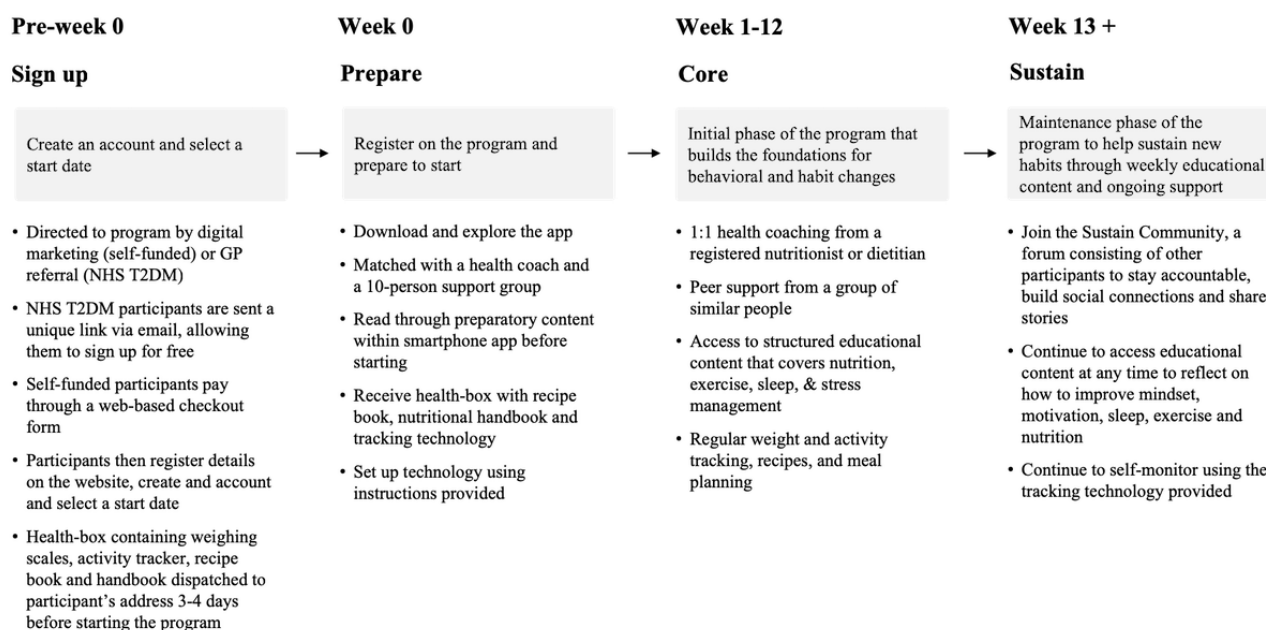 Pre-week 0
Sign up
Create an account and select a
start date
• Directed to program by digital
marketing (self-funded) or GP
referral (NHS T2DM)
• NHS T2DM participants are sent a
unique link via email, allowing
them to sign up for free
• Self-funded participants pay
through a web-based checkout
form
• Participants then register details
on the website, create and account
and select a start date
• Health-box containing weighing
scales, activity tracker, recipe
book and handbook dispatched to
participant's address 3-4 days
before starting the program
Week 0
Prepare
Register on the program and
prepare to start
• Download and explore the app
• Matched with a health coach and
a 10-person support group
• Read through preparatory content
within smartphone app before
starting
• Receive health-box with recipe
book, nutritional handbook and
tracking technology
• Set up technology using
instructions provided
Week 1-12
Core
Initial phase of the program that
builds the foundations for
behavioral and habit changes
• 1:1 health coaching from a
registered nutritionist or dietitian
• Peer support from a group of
similar people
• Access to structured educational
content that covers nutrition,
exercise, sleep, & stress
management
• Regular weight and activity
tracking, recipes, and meal
planning
Week 13 +
Sustain
Maintenance phase of the
program to help sustain new
habits through weekly educational
content and ongoing support
• Join the Sustain Community, a
forum consisting of other
participants to stay accountable,
build social connections and share
stories
• Continue to access educational
content at any time to reflect on
how to improve mindset,
motivation, sleep, exercise and
nutrition
• Continue to self-monitor using the
tracking technology provided